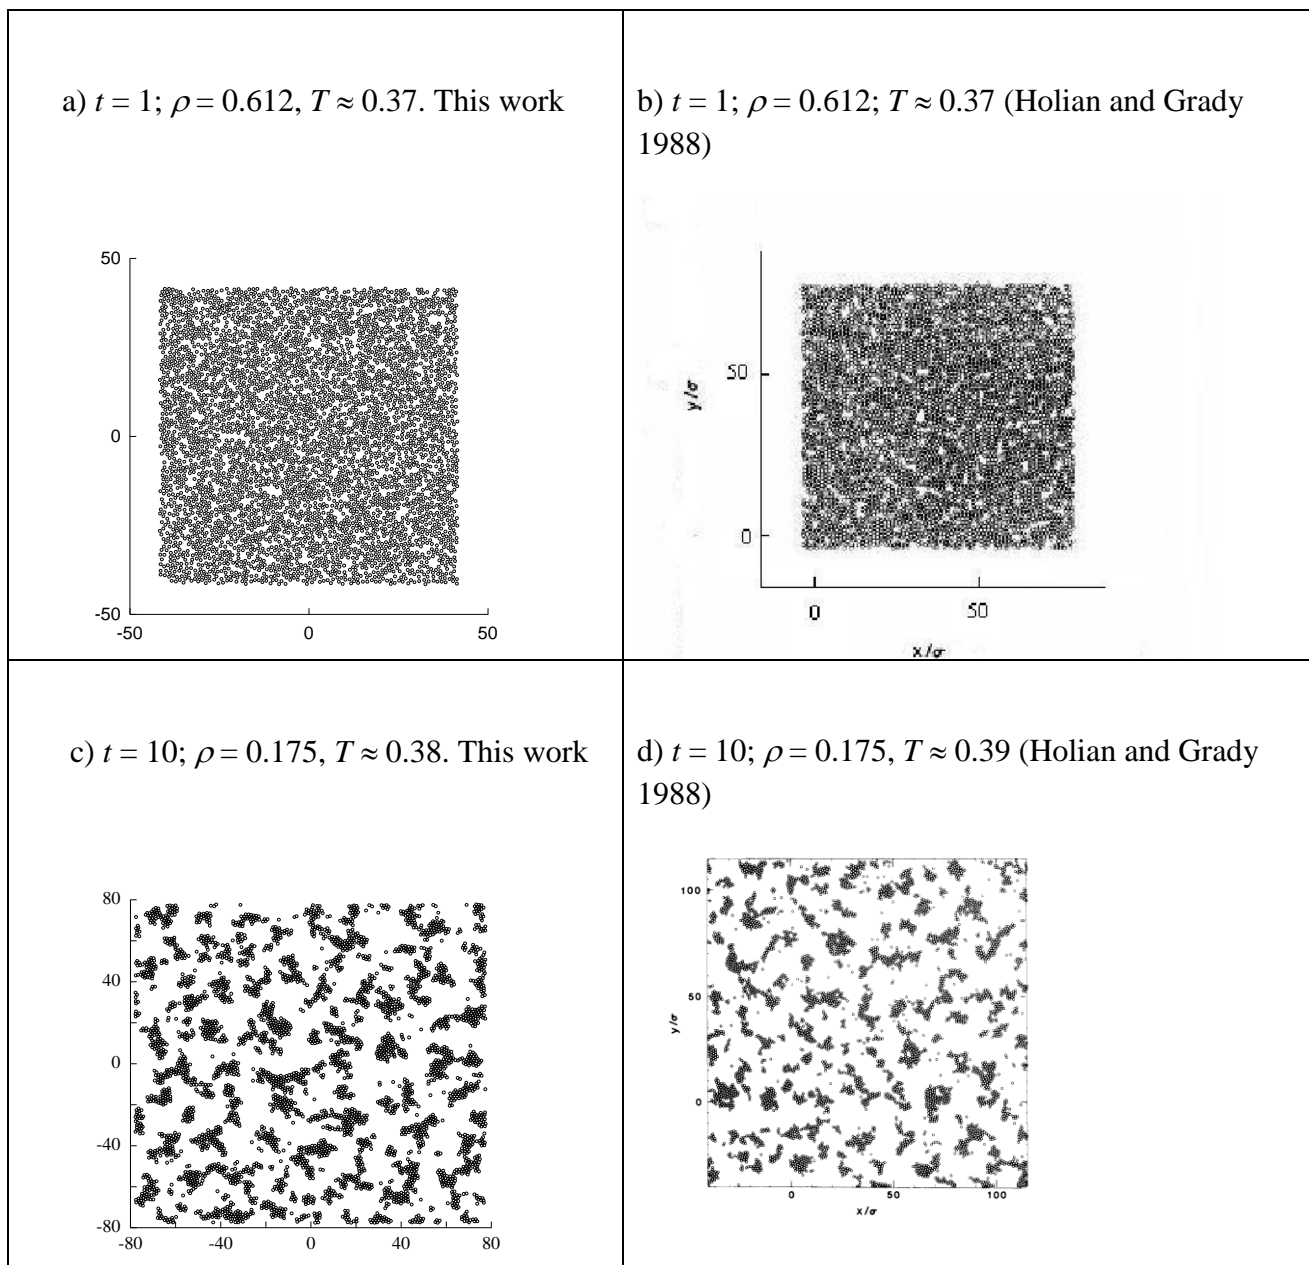 a) t = 1; ρ = 0.612, T ≈ 0.37. This work
b) t = 1; ρ = 0.612; T ≈ 0.37 (Holian and Grady
1988)
50
0
-50
-50 0 50
y/σ
50
0
0 50
x/σ
c) t = 10; ρ = 0.175, T ≈ 0.38. This work
d) t = 10; ρ = 0.175, T ≈ 0.39 (Holian and Grady
1988)
80
40
0
-40
-80
-80 -40 0 40 80
100
50
0
y/σ
0 50 100
x/σ